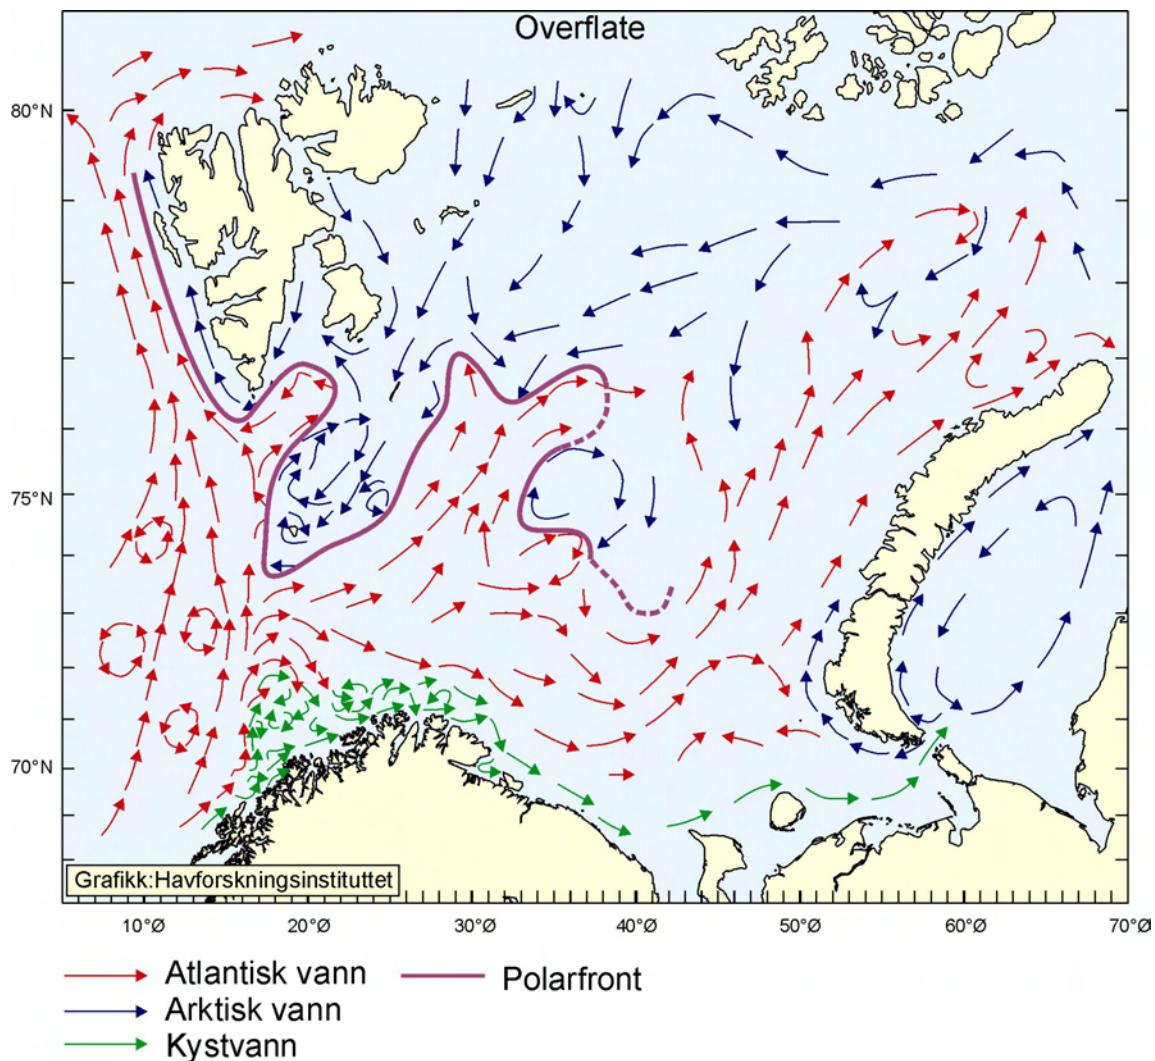 Overflate
80°N
75°N
70°N
Grafikk:Havforskningsinstituttet
10°Ø 20°Ø 30°Ø 40°Ø 50°Ø 60°Ø 70°Ø
Atlantisk vann Polarfront
Arktisk vann
Kystvann